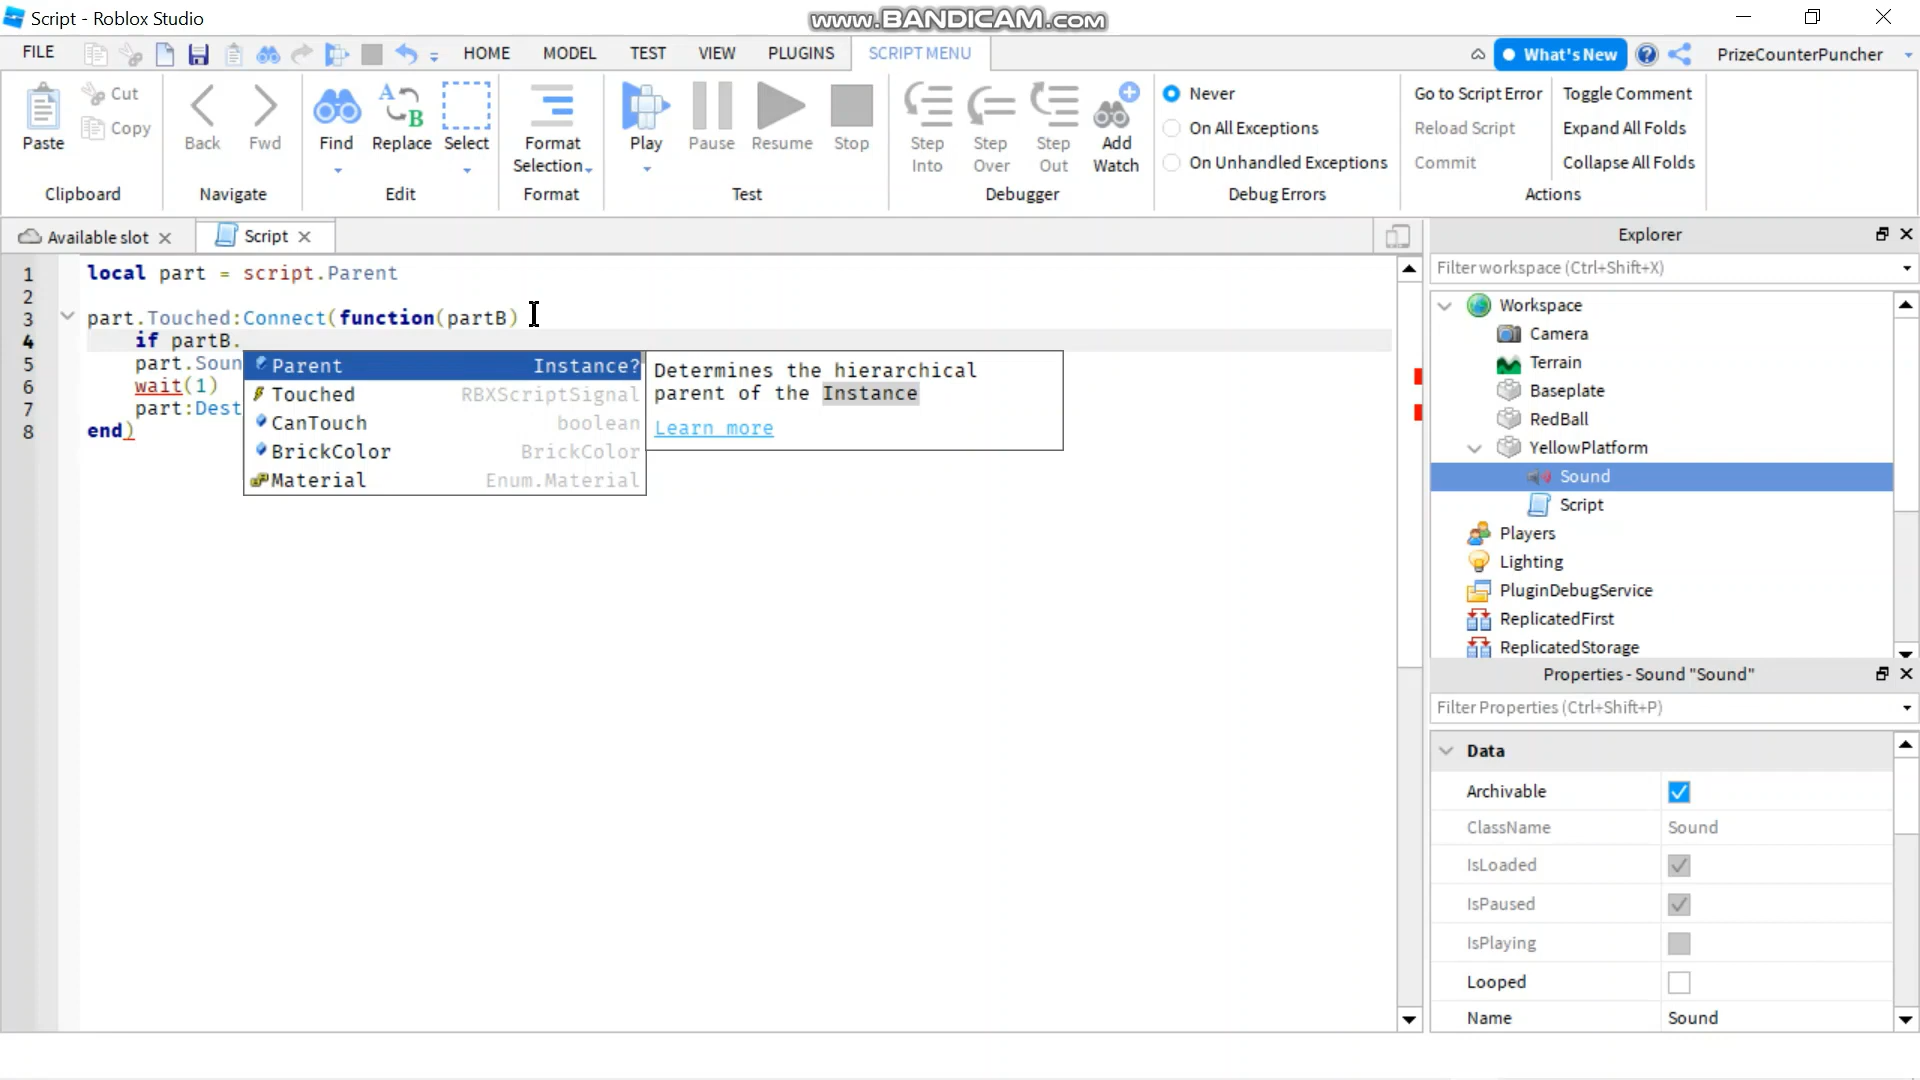 Script - Roblox Studio
www.BANDICAM.com
FILE
HOME
MODEL
TEST
VIEW
PLUGINS
SCRIPT MENU
What's New
PrizeCounterPuncher
Paste
Cut
Copy
Clipboard
Back
Fwd
Navigate
Find
Replace
Select
Edit
Format
Selection
Format
Play
Pause
Resume
Stop
Test
Step
Into
Step
Over
Step
Out
Add
Watch
Debugger
Never
On All Exceptions
On Unhandled Exceptions
Debug Errors
Go to Script Error
Reload Script
Commit
Toggle Comment
Expand All Folds
Collapse All Folds
Actions
Available slot
Script
1 local part = script.Parent
2
3 part.Touched:Connect(function(partB)
4 if partB.
5 part.Soun
6 wait(1)
7 part:Dest
8 end)
Parent Instance?
Touched RBXScriptSignal
CanTouch boolean
BrickColor BrickColor
Material Enum.Material
Determines the hierarchical
parent of the Instance
Learn more
Explorer
Filter workspace (Ctrl+Shift+X)
Workspace
Camera
Terrain
Baseplate
RedBall
YellowPlatform
Sound
Script
Players
Lighting
PluginDebugService
ReplicatedFirst
ReplicatedStorage
Properties - Sound "Sound"
Filter Properties (Ctrl+Shift+P)
Data
Archivable
ClassName Sound
IsLoaded
IsPaused
IsPlaying
Looped
Name Sound